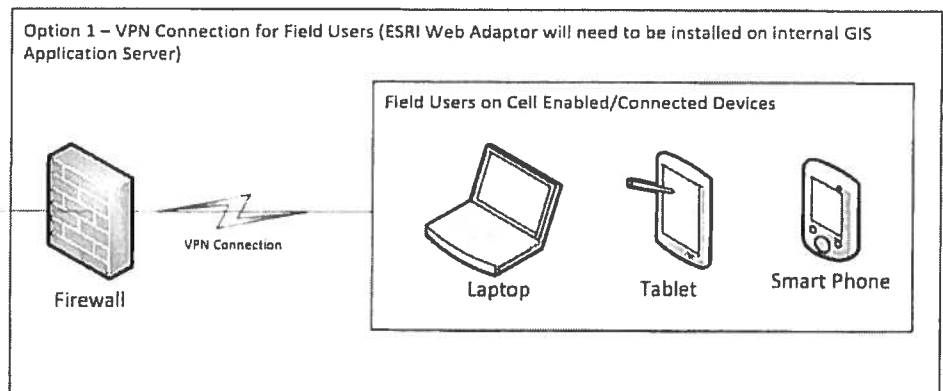 Option 1 – VPN Connection for Field Users (ESRI Web Adaptor will need to be installed on internal GIS
Application Server)
Field Users on Cell Enabled/Connected Devices
VPN Connection
Firewall
Laptop
Tablet
Smart Phone